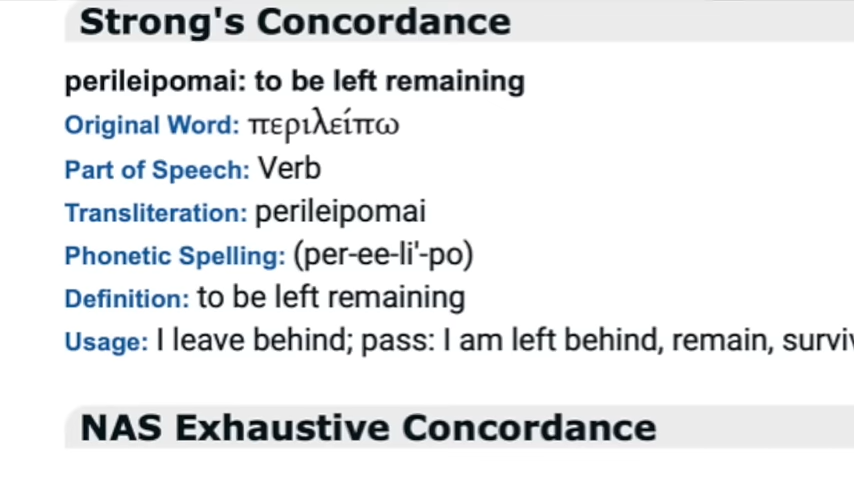 Strong's Concordance
perileipomai: to be left remaining
Original Word: περιλείπω
Part of Speech: Verb
Transliteration: perileipomai
Phonetic Spelling: (per-ee-li'-po)
Definition: to be left remaining
Usage: I leave behind; pass: I am left behind, remain,
NAS Exhaustive Concordance